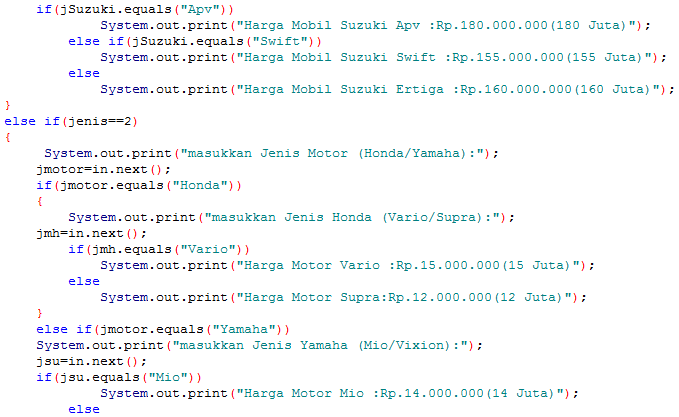 if(jSuzuki.equals("Apv"))
System.out.print("Harga Mobil Suzuki Apv :Rp.180.000.000(180 Juta)");
else if(jSuzuki.equals("Swift"))
System.out.print("Harga Mobil Suzuki Swift :Rp.155.000.000(155 Juta)");
else
System.out.print("Harga Mobil Suzuki Ertiga :Rp.160.000.000(160 Juta)");
}
else if(jenis==2)
{
System.out.print("masukkan Jenis Motor (Honda/Yamaha):");
jmotor=in.next();
if(jmotor.equals("Honda"))
{
System.out.print("masukkan Jenis Honda (Vario/Supra):");
jmh=in.next();
if(jmh.equals("Vario"))
System.out.print("Harga Motor Vario :Rp.15.000.000(15 Juta)");
else
System.out.print("Harga Motor Supra:Rp.12.000.000(12 Juta)");
}
else if(jmotor.equals("Yamaha"))
System.out.print("masukkan Jenis Yamaha (Mio/Vixion):");
jsu=in.next();
if(jsu.equals("Mio"))
System.out.print("Harga Motor Mio :Rp.14.000.000(14 Juta)");
else